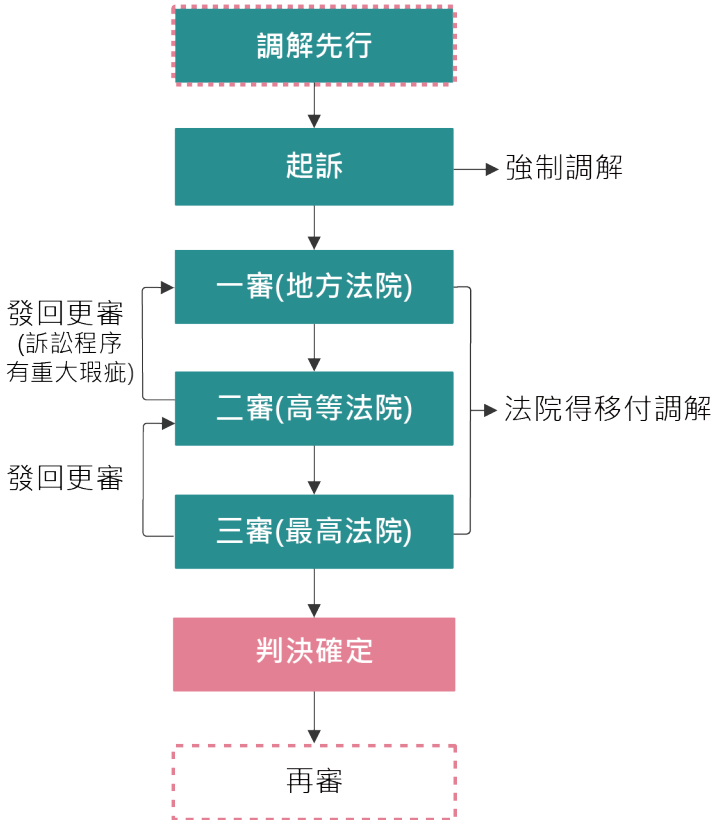 調解先行
起訴
強制調解
一審(地方法院)
發回更審
(訴訟程序
有重大瑕疵)
二審(高等法院)
法院得移付調解
發回更審
三審(最高法院)
判決確定
再審